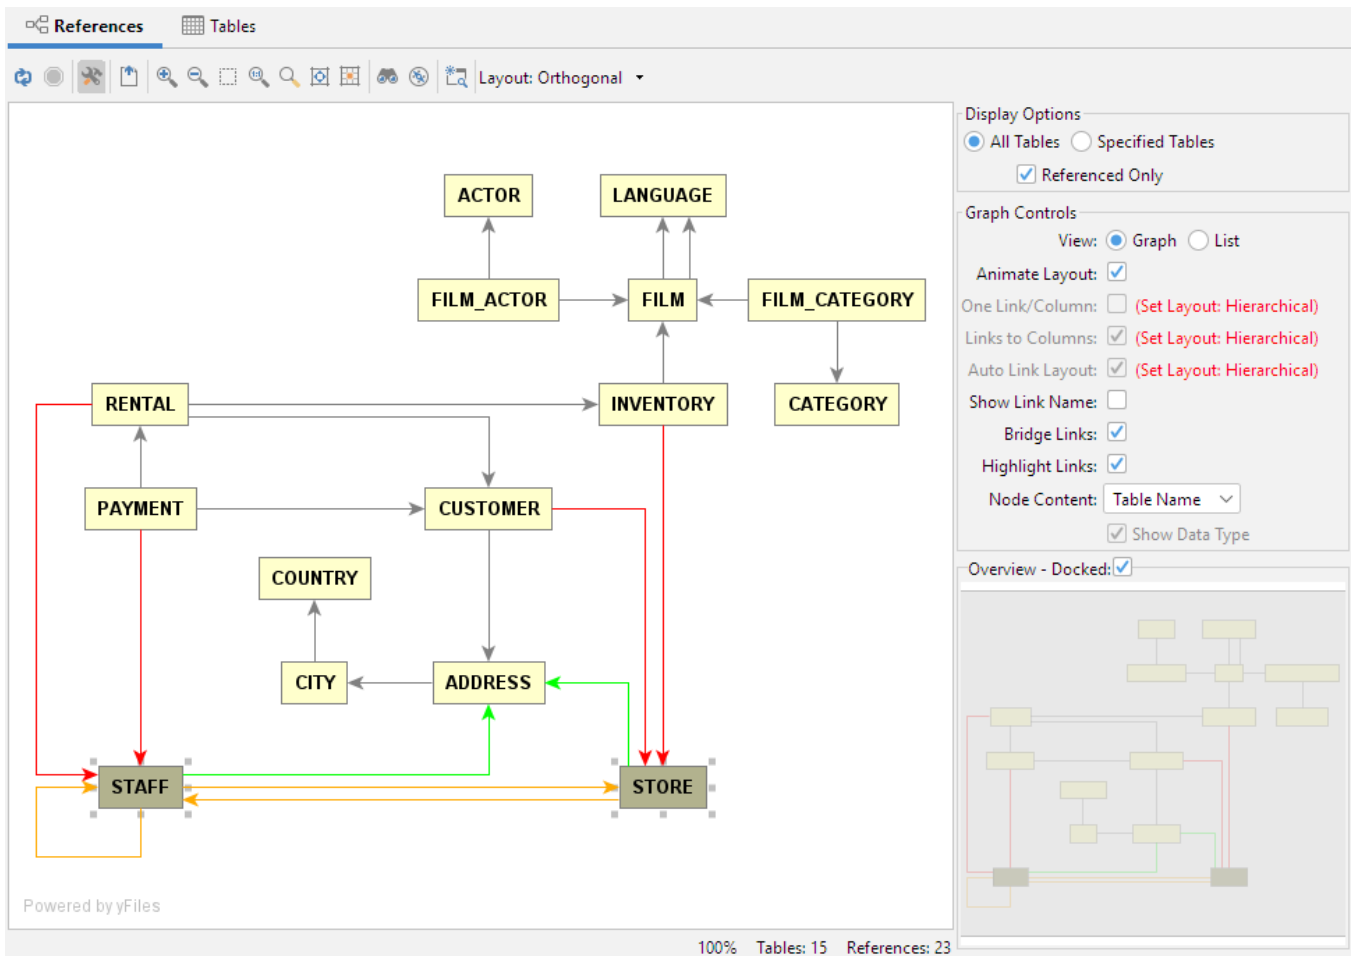 References Tables
Layout: Orthogonal
ACTOR LANGUAGE
FILM_ACTOR FILM FILM_CATEGORY
RENTAL INVENTORY CATEGORY
PAYMENT CUSTOMER
COUNTRY
CITY ADDRESS
STAFF STORE
Powered by yFiles
Display Options
All Tables Specified Tables
Referenced Only
Graph Controls
View: Graph List
Animate Layout:
One Link/Column: (Set Layout: Hierarchical)
Links to Columns: (Set Layout: Hierarchical)
Auto Link Layout: (Set Layout: Hierarchical)
Show Link Name:
Bridge Links:
Highlight Links:
Node Content: Table Name
Show Data Type
Overview - Docked:
100% Tables: 15 References: 23